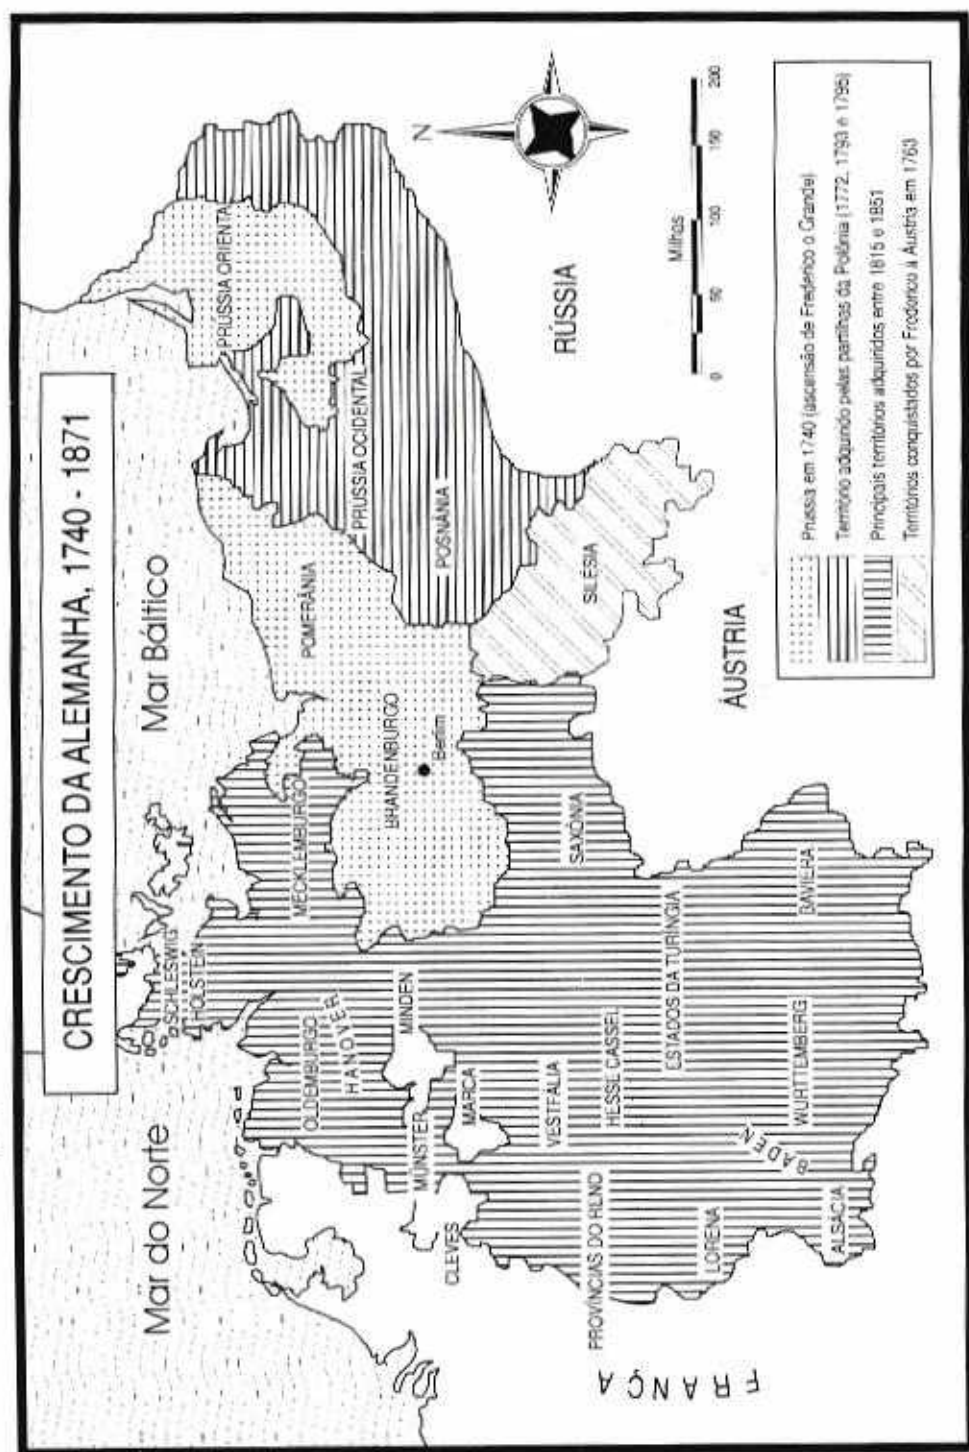 CRESCIMENTO DA ALEMANHA, 1740 - 1871
Mar do Norte
Mar Báltico
SCHLESWIG
HOLSTEIN
MECKLEMBURGO
POMERÂNIA
PRÚSSIA ORIENTA
OLDEMBURGO
HANOVER
MINDEN
BRANDENBURGO
Berlim
PRÚSSIA OCIDENTAL
POSNÂNIA
MÜNSTER
CLEVES
MARCA
VESTFÁLIA
HESSE CASSEL
SAXÔNIA
SILÉSIA
RÚSSIA
PROVÍNCIAS DO RENO
ESTADOS DA TURÍNGIA
LORENA
BADEN
WURTTEMBERG
BAVIERA
ALSÁCIA
ÁUSTRIA
FRANÇA
N
Milhas
0 50 100 150 200
Prussia em 1740 (ascensão de Frederico o Grande)
Território adquirido pelas partilhas da Polônia (1772, 1793 e 1795)
Principais territórios adquiridos entre 1815 e 1851
Territórios conquistados por Frederico à Áustria em 1763